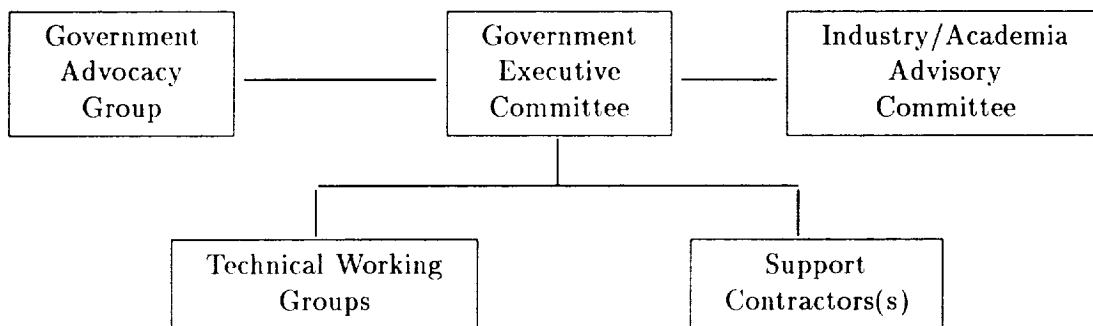 Government
Advocacy
Group
Government
Executive
Committee
Industry/Academia
Advisory
Committee
Technical Working
Groups
Support
Contractors(s)